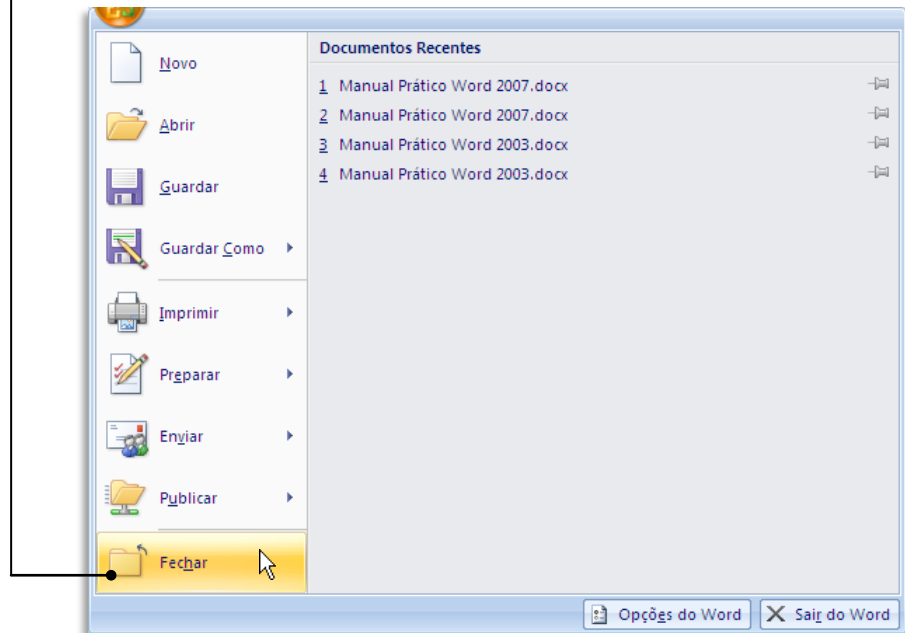 Novo
Abrir
Guardar
Guardar Como
Imprimir
Preparar
Enviar
Publicar
Fechar
Documentos Recentes
1 Manual Prático Word 2007.docx
2 Manual Prático Word 2007.docx
3 Manual Prático Word 2003.docx
4 Manual Prático Word 2003.docx
Opções do Word
Sair do Word